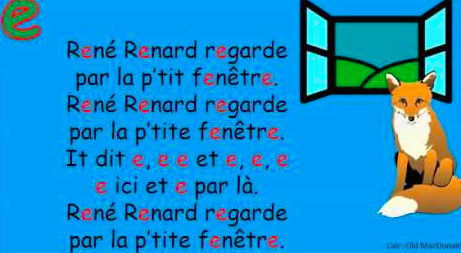 e
René Renard regarde
par la p'tit fenêtre.
René Renard regarde
par la p'tite fenêtre.
It dit e, e e et e, e, e
e ici et e par là.
René Renard regarde
par la p'tite fenêtre.
L'air: Old MacDonald